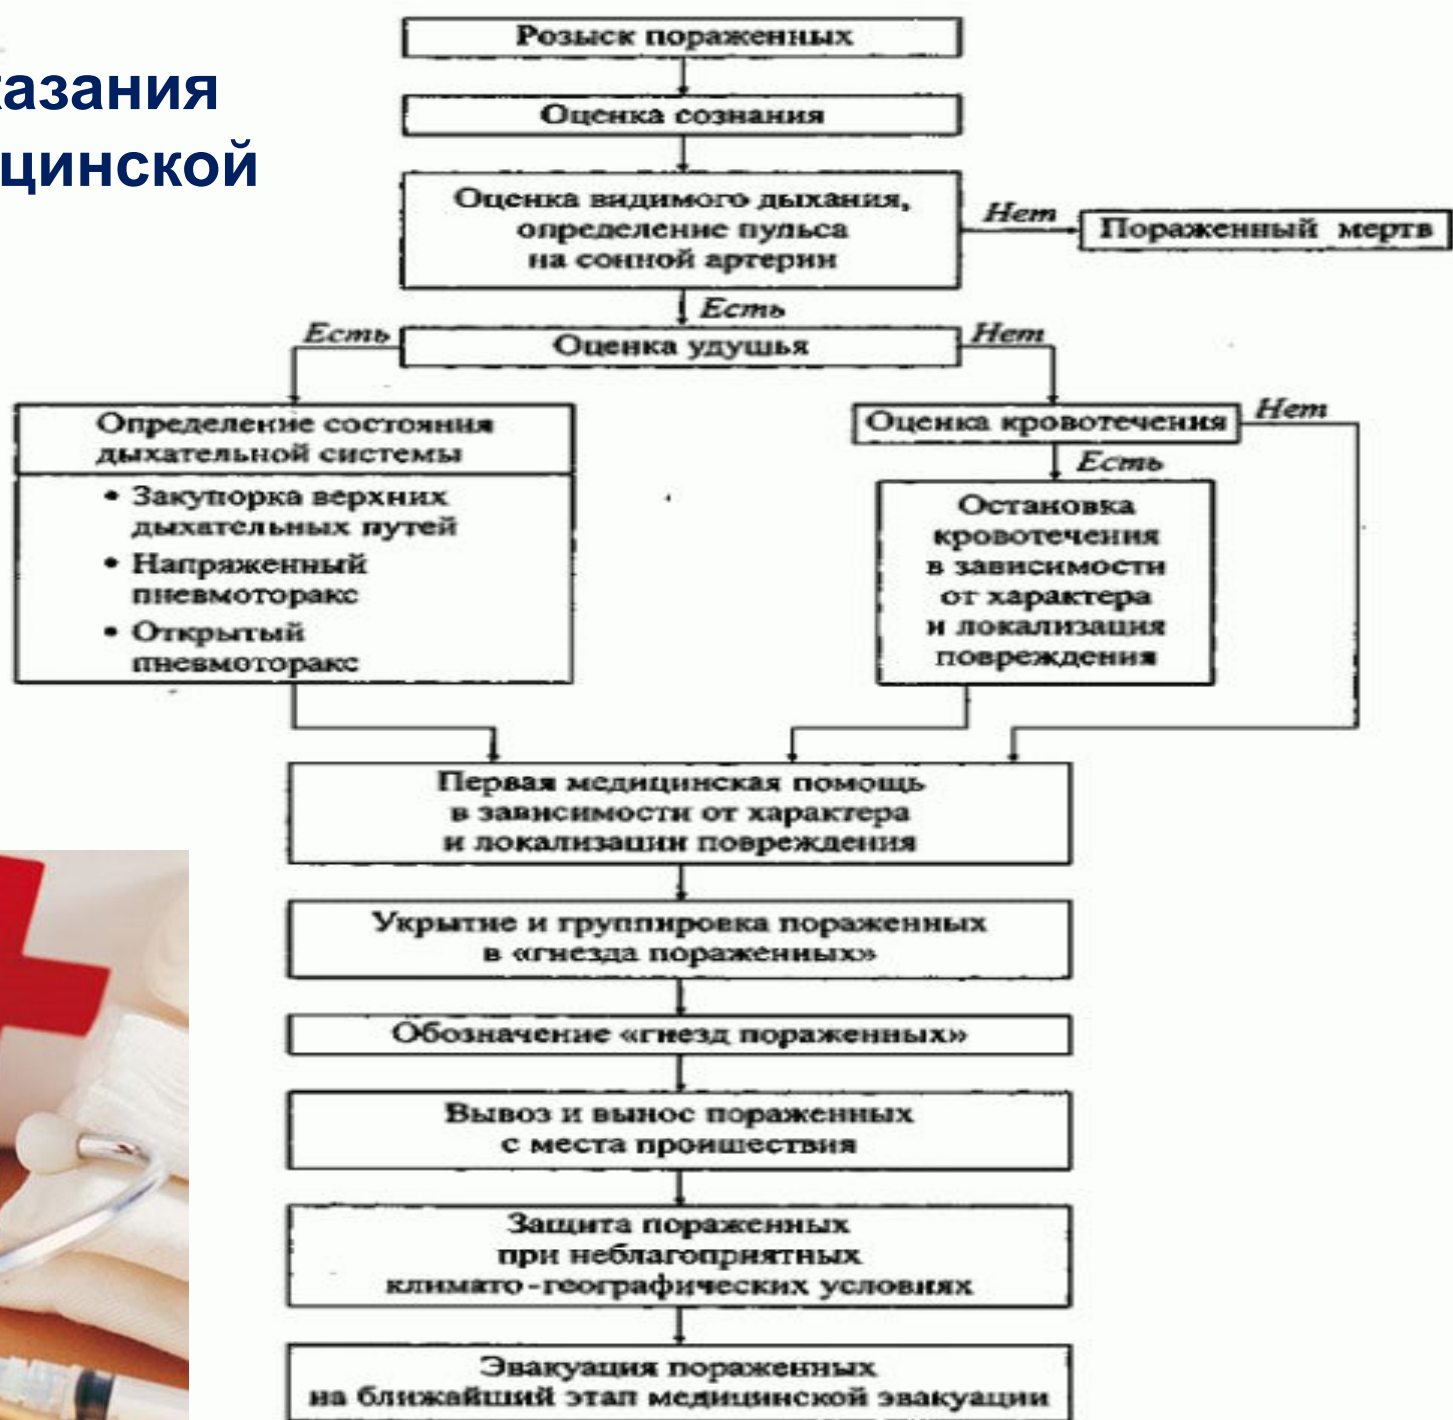 казания
цинской
Розыск пораженных
Оценка сознания
Оценка видимого дыхания,
определение пульса
на сонной артерии
Нет
Пораженный мертв
Есть
Есть
Оценка удушья
Нет
Определение состояния
дыхательной системы
• Закупорка верхних
дыхательных путей
• Напряженный
пневмоторакс
• Открытый
пневмоторакс
Оценка кровотечения
Нет
Есть
Остановка
кровотечения
в зависимости
от характера
и локализация
повреждения
Первая медицинская помощь
в зависимости от характера
и локализации повреждения
Укрытие и группировка пораженных
в «гнезда пораженных»
Обозначение «гнезд пораженных»
Вывоз и вынос пораженных
с места происшествия
Защита пораженных
при неблагоприятных
климато-географических условиях
Эвакуация пораженных
на ближайший этап медицинской эвакуации